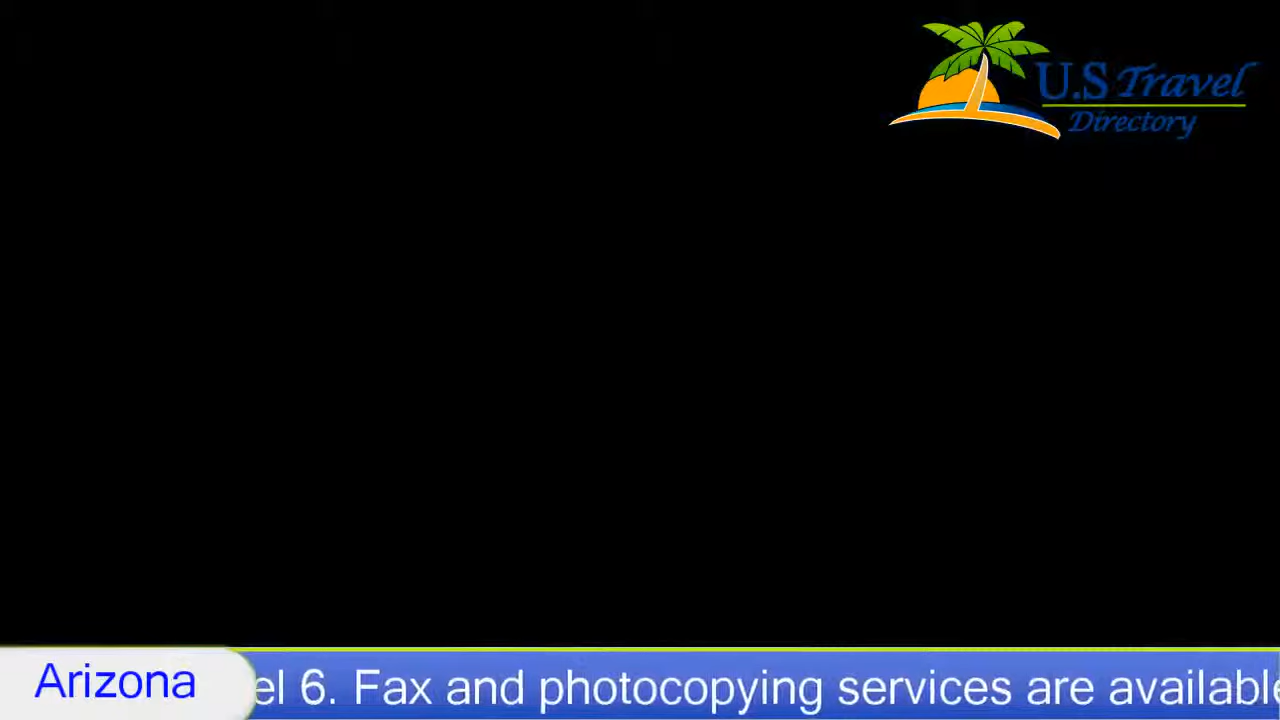 U.S Travel
Directory
Arizona
el 6. Fax and photocopying services are available